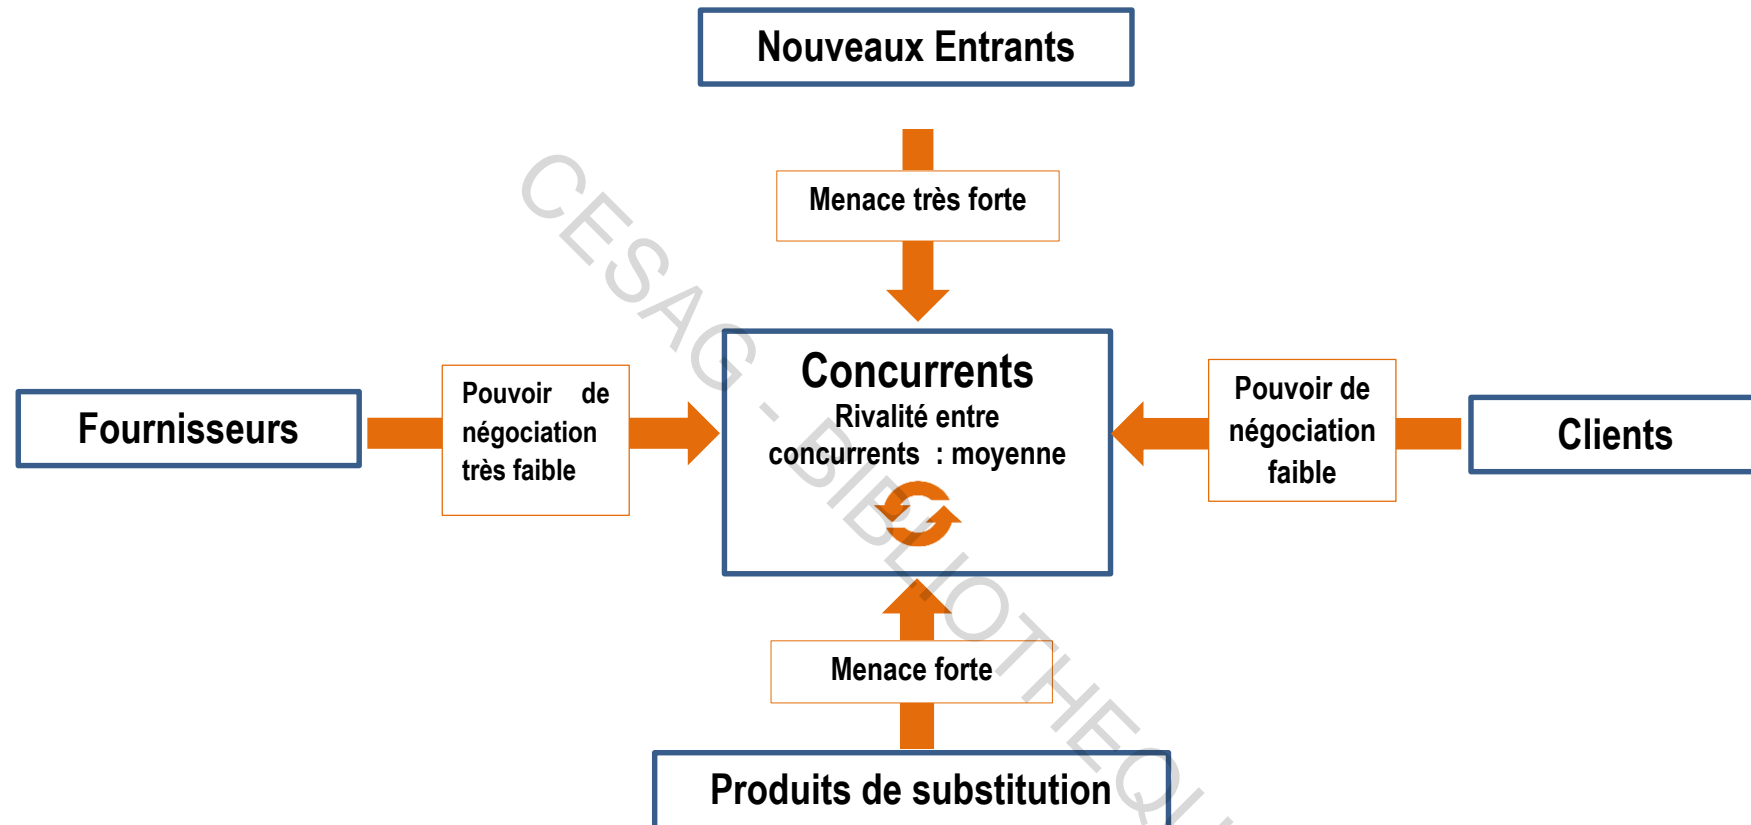 Nouveaux Entrants
Menace très forte
Fournisseurs
Pouvoir de
négociation
très faible
Concurrents
Rivalité entre
concurrents : moyenne
Pouvoir de
négociation
faible
Clients
Menace forte
Produits de substitution
CESAG - BIBLIOTHEQU